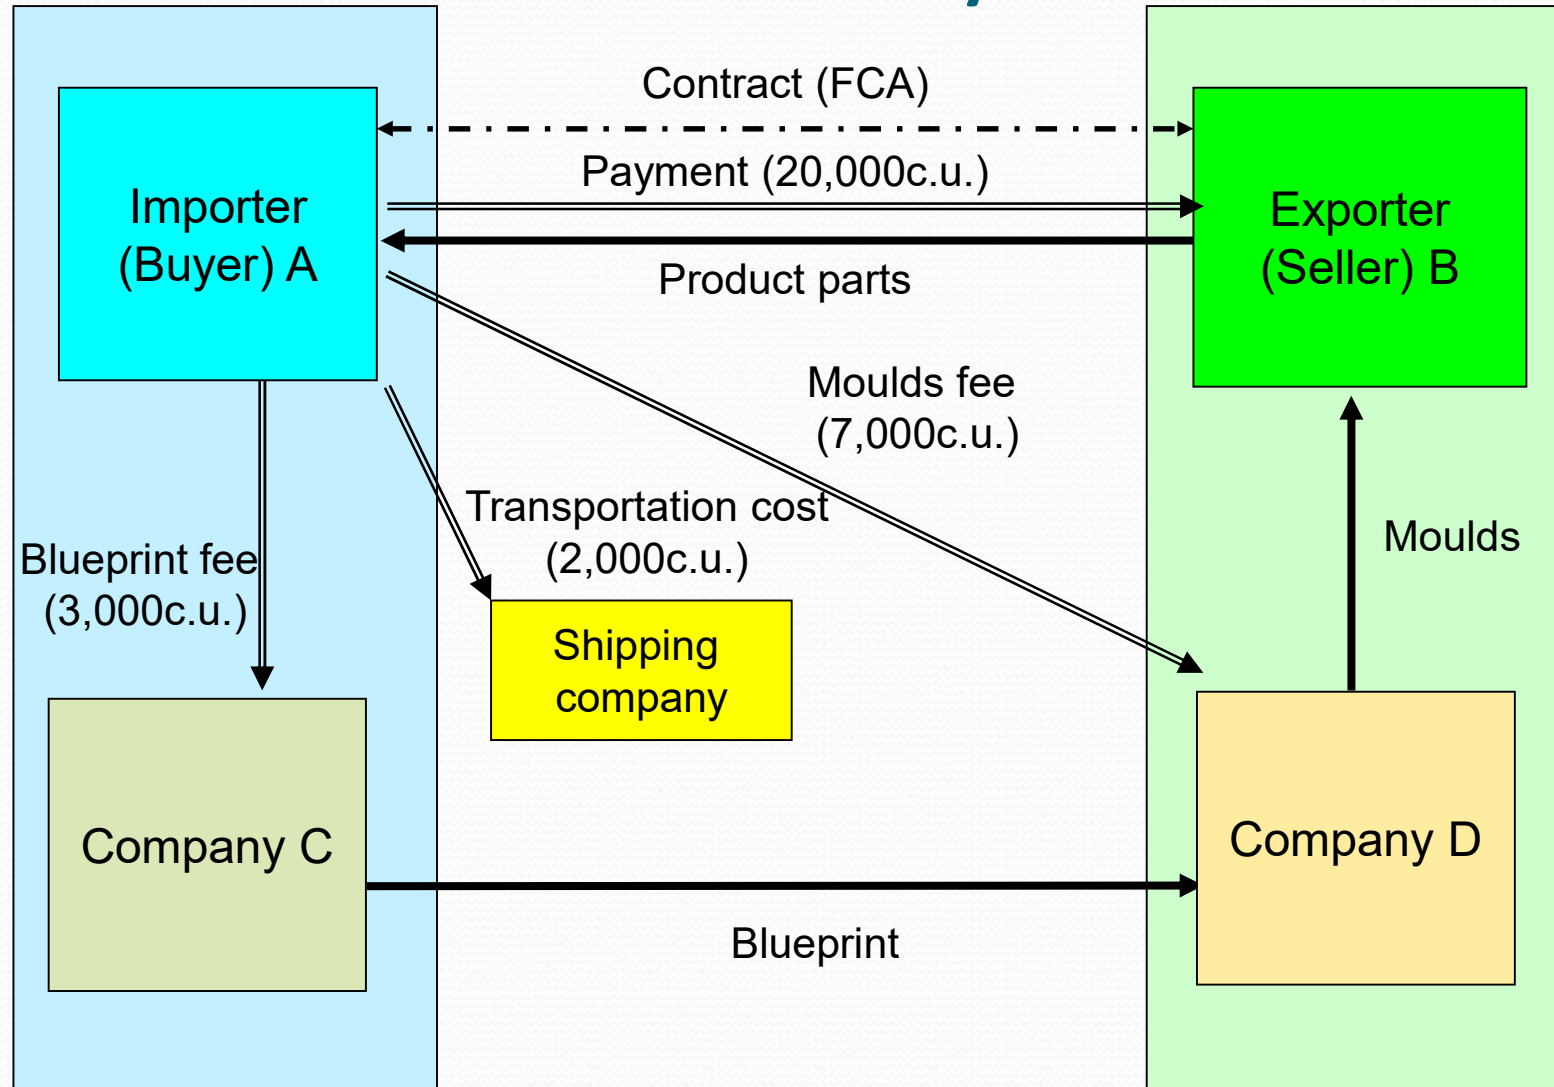 Contract (FCA)
Payment (20,000c.u.)
Importer
(Buyer) A
Exporter
(Seller) B
Product parts
Moulds fee
(7,000c.u.)
Transportation cost
(2,000c.u.)
Moulds
Blueprint fee
(3,000c.u.)
Shipping
company
Company C
Company D
Blueprint